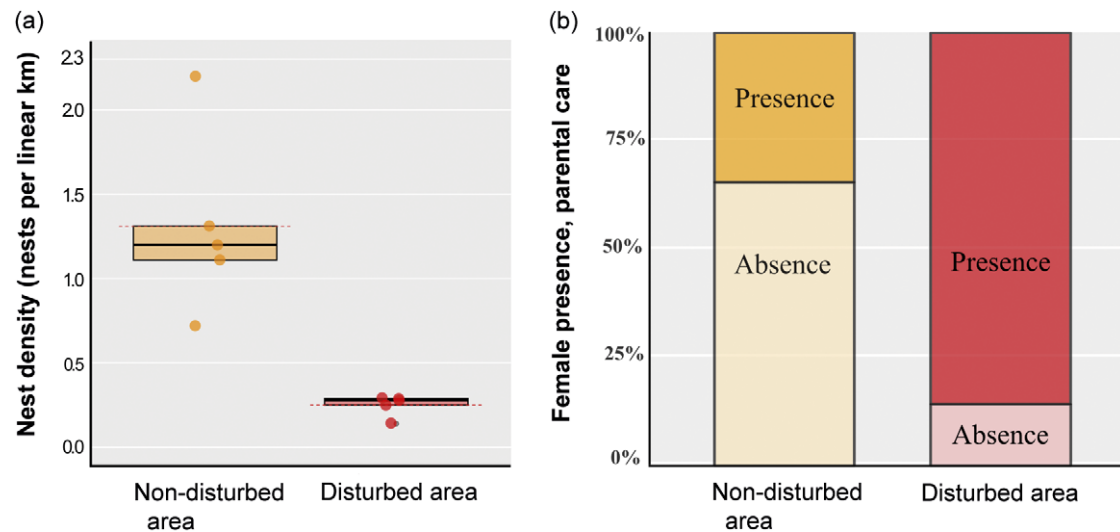 (a)
Nest density (nests per linear km)
2.3
2.0
1.5
1.0
0.5
0.0
Non-disturbed
area
Disturbed area
(b)
Female presence, parental care
100%
75%
50%
25%
0%
Presence
Absence
Presence
Absence
Non-disturbed
area
Disturbed area